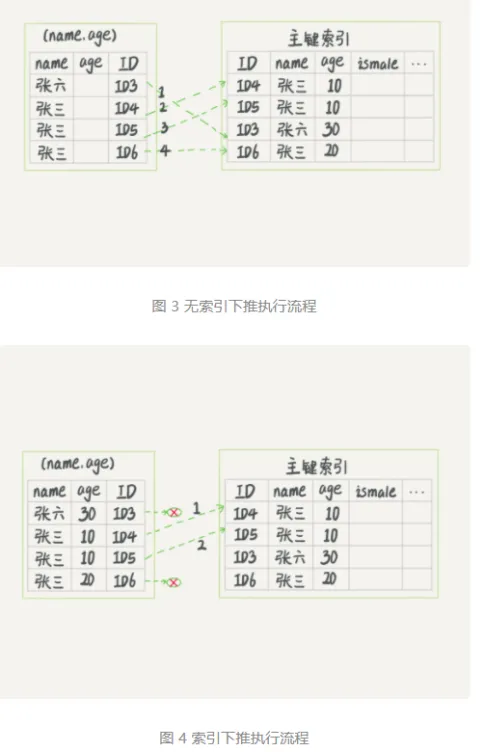 (name,age)
主键索引
name age ID
ID name age ismale ...
张六 ID3 1
ID4 张三 10
张三 ID4 2
ID5 张三 10
张三 ID5 3
ID3 张六 30
张三 ID6 4
ID6 张三 20
图 3 无索引下推执行流程
(name,age)
主键索引
name age ID
ID name age ismale ...
张六 30 ID3 1
ID4 张三 10
张三 10 ID4
ID5 张三 10
张三 10 ID5 2
ID3 张六 30
张三 20 ID6
ID6 张三 20
图 4 索引下推执行流程